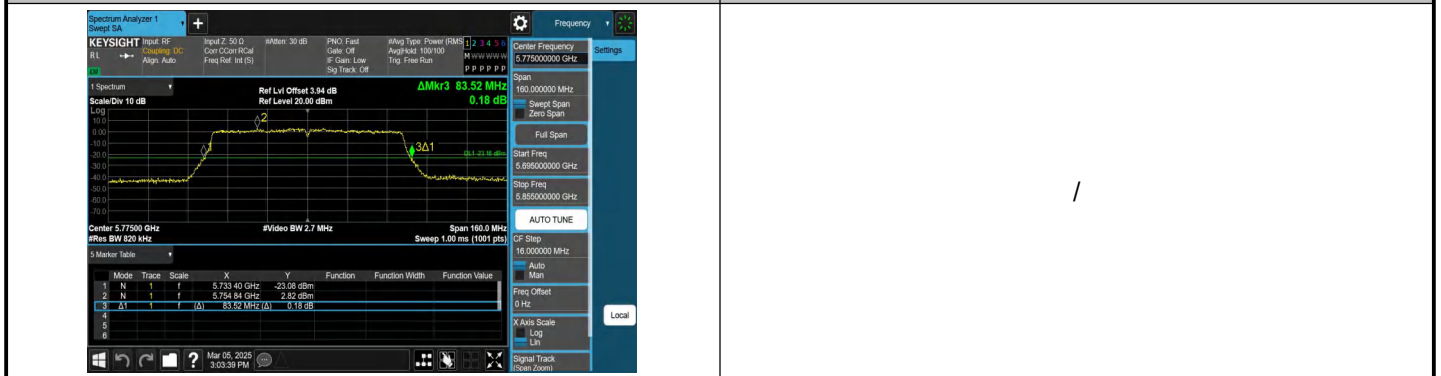 Spectrum Analyzer 1
Swept SA
+
Frequency
KEYSIGHT Input: RF Input Z: 50 Ω #Atten: 30 dB PNO: Fast #Avg Type: Power (RMS 1 2 3 4 5 6
RL Coupling: DC Corr CCorr RCal Gate: Off Avg|Hold: 100/100 M W W W W W
Align: Auto Freq Ref: Int (S) IF Gain: Low Trig: Free Run
Sig Track: Off P P P P P P
Center Frequency
5.775000000 GHz
Settings
Span
160.000000 MHz
Swept Span
Zero Span
Full Span
Start Freq
5.695000000 GHz
Stop Freq
5.855000000 GHz
AUTO TUNE
CF Step
16.000000 MHz
Auto
Man
Freq Offset
0 Hz
X Axis Scale
Log
Lin
Signal Track
(Span Zoom)
Local
1 Spectrum
Ref Lvl Offset 3.94 dB ΔMkr3 83.52 MHz
Scale/Div 10 dB Ref Level 20.00 dBm 0.18 dB
Log
10.0
0.00
-10.0
-20.0
-30.0
-40.0
-50.0
-60.0
-70.0
2
3Δ1
DL1 -23.18 dBm
Center 5.77500 GHz #Video BW 2.7 MHz Span 160.0 MHz
#Res BW 820 kHz Sweep 1.00 ms (1001 pts)
5 Marker Table
Mode Trace Scale X Y Function Function Width Function Value
1 N 1 f 5.733 40 GHz -23.08 dBm
2 N 1 f 5.754 84 GHz 2.82 dBm
3 Δ1 1 f (Δ) 83.52 MHz (Δ) 0.18 dB
4
5
6
? Mar 05, 2025
3:03:39 PM
/